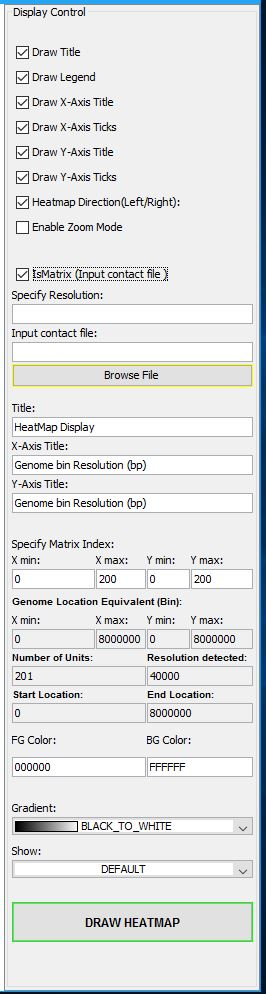 Display Control
Draw Title
Draw Legend
Draw X-Axis Title
Draw X-Axis Ticks
Draw Y-Axis Title
Draw Y-Axis Ticks
Heatmap Direction(Left/Right):
Enable Zoom Mode
IsMatrix (Input contact file )
Specify Resolution:
Input contact file:
Browse File
Title:
HeatMap Display
X-Axis Title:
Genome bin Resolution (bp)
Y-Axis Title:
Genome bin Resolution (bp)
Specify Matrix Index:
X min: X max: Y min: Y max:
0 200 0 200
Genome Location Equivalent (Bin):
X min: X max: Y min: Y max:
0 8000000 0 8000000
Number of Units: Resolution detected:
201 40000
Start Location: End Location:
0 8000000
FG Color: BG Color:
000000 FFFFFF
Gradient:
BLACK_TO_WHITE
Show:
DEFAULT
DRAW HEATMAP